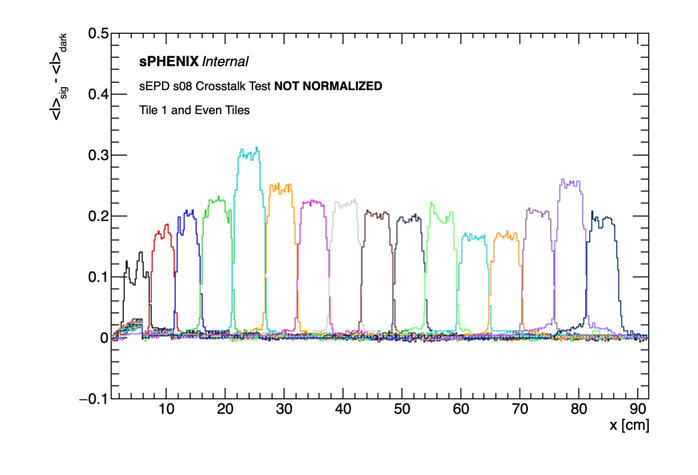 0.5
sPHENIX Internal
<I>sig - <I>dark
sEPD s08 Crosstalk Test NOT NORMALIZED
0.4
Tile 1 and Even Tiles
0.3
0.2
0.1
0
−0.1
10 20 30 40 50 60 70 80 90
x [cm]